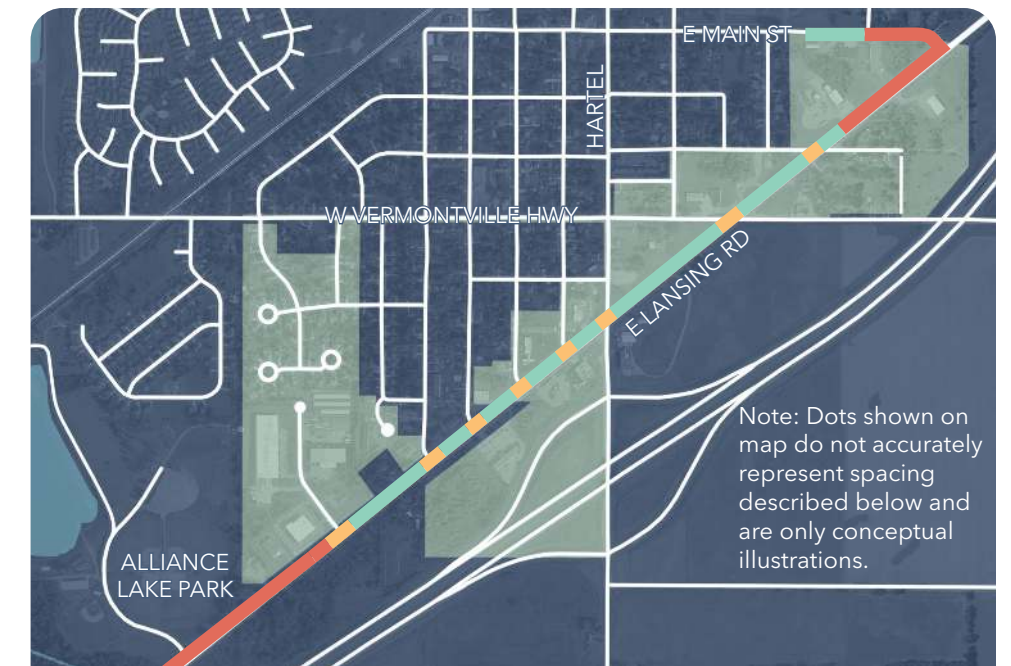 E MAIN ST
HARTEL
W VERMONTVILLE HWY
E LANSING RD
Note: Dots shown on
map do not accurately
represent spacing
described below and
are only conceptual
illustrations.
ALLIANCE
LAKE PARK